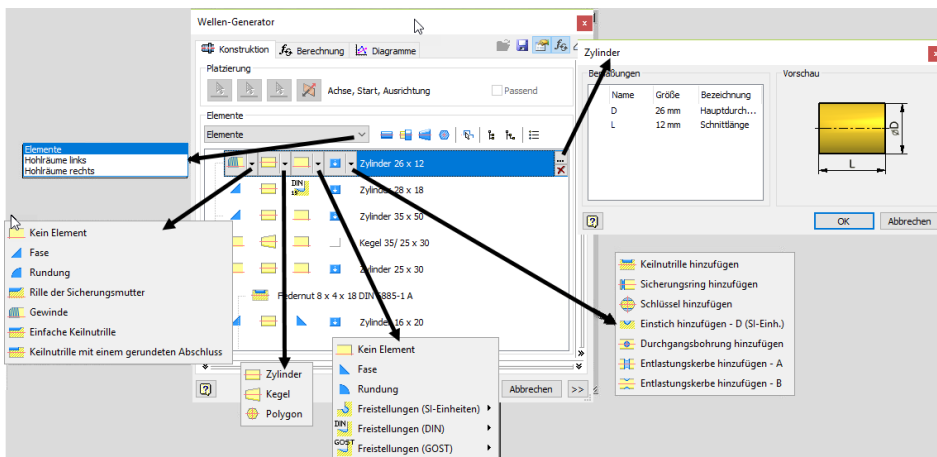 Wellen-Generator
Konstruktion
Berechnung
Diagramme
Platzierung
Achse, Start, Ausrichtung
Passend
Elemente
Elemente
Zylinder 26 x 12
Zylinder 28 x 18
Zylinder 35 x 50
Kegel 35/ 25 x 30
Zylinder 25 x 30
Federnut 8 x 4 x 18 DIN 6885-1 A
Zylinder 16 x 20
Abbrechen
>>
Elemente
Hohlräume links
Hohlräume rechts
Kein Element
Fase
Rundung
Rille der Sicherungsmutter
Gewinde
Einfache Keilnutrille
Keilnutrille mit einem gerundeten Abschluss
Zylinder
Kegel
Polygon
Kein Element
Fase
Rundung
Freistellungen (SI-Einheiten)
DIN Freistellungen (DIN)
GOST Freistellungen (GOST)
Zylinder
Bemaßungen
Name Größe Bezeichnung
D 26 mm Hauptdurch...
L 12 mm Schnittlänge
Vorschau
øD
L
OK
Abbrechen
Keilnutrille hinzufügen
Sicherungsring hinzufügen
Schlüssel hinzufügen
Einstich hinzufügen - D (SI-Einh.)
Durchgangsbohrung hinzufügen
Entlastungskerbe hinzufügen - A
Entlastungskerbe hinzufügen - B